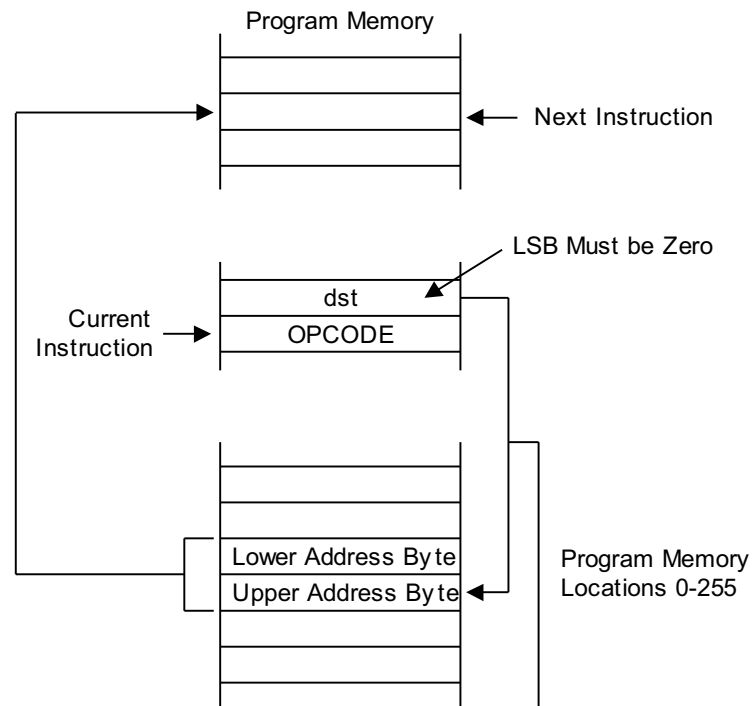 Program Memory
Next Instruction
LSB Must be Zero
dst
Current
Instruction
OPCODE
Lower Address Byte
Upper Address Byte
Program Memory
Locations 0-255